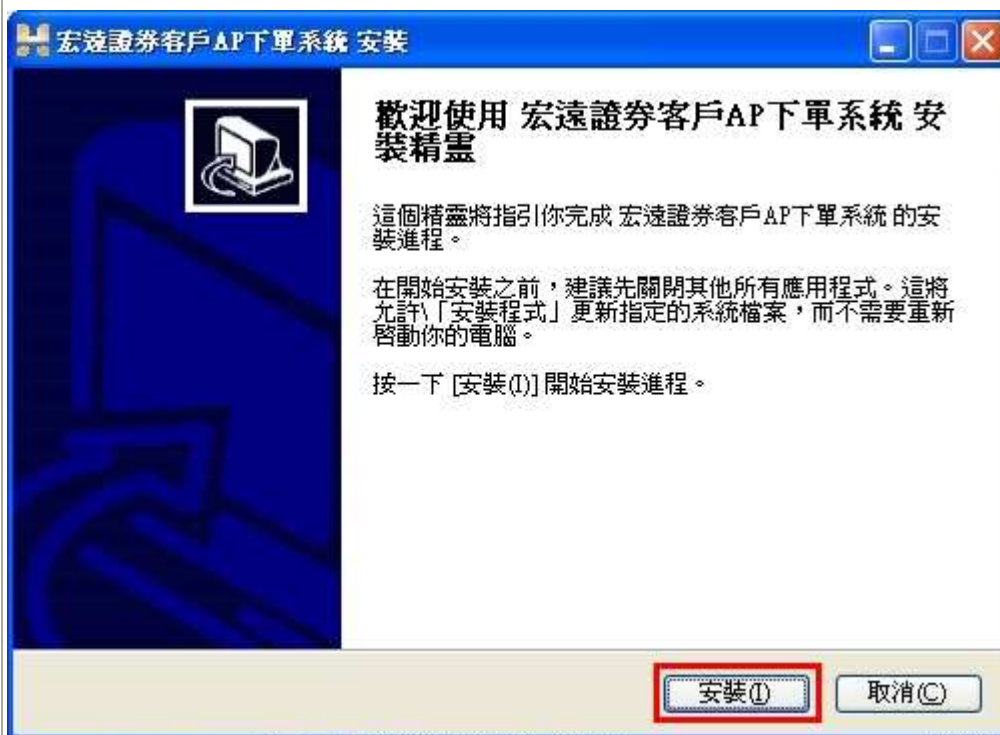 宏遠證券客戶AP下單系統 安裝
歡迎使用 宏遠證券客戶AP下單系統 安
裝精靈
這個精靈將指引你完成 宏遠證券客戶AP下單系統 的安
裝進程。
在開始安裝之前，建議先關閉其他所有應用程式。這將
允許\「安裝程式」更新指定的系統檔案，而不需要重新
啓動你的電腦。
按一下 [安裝(I)] 開始安裝進程。
安裝(I) 取消(C)